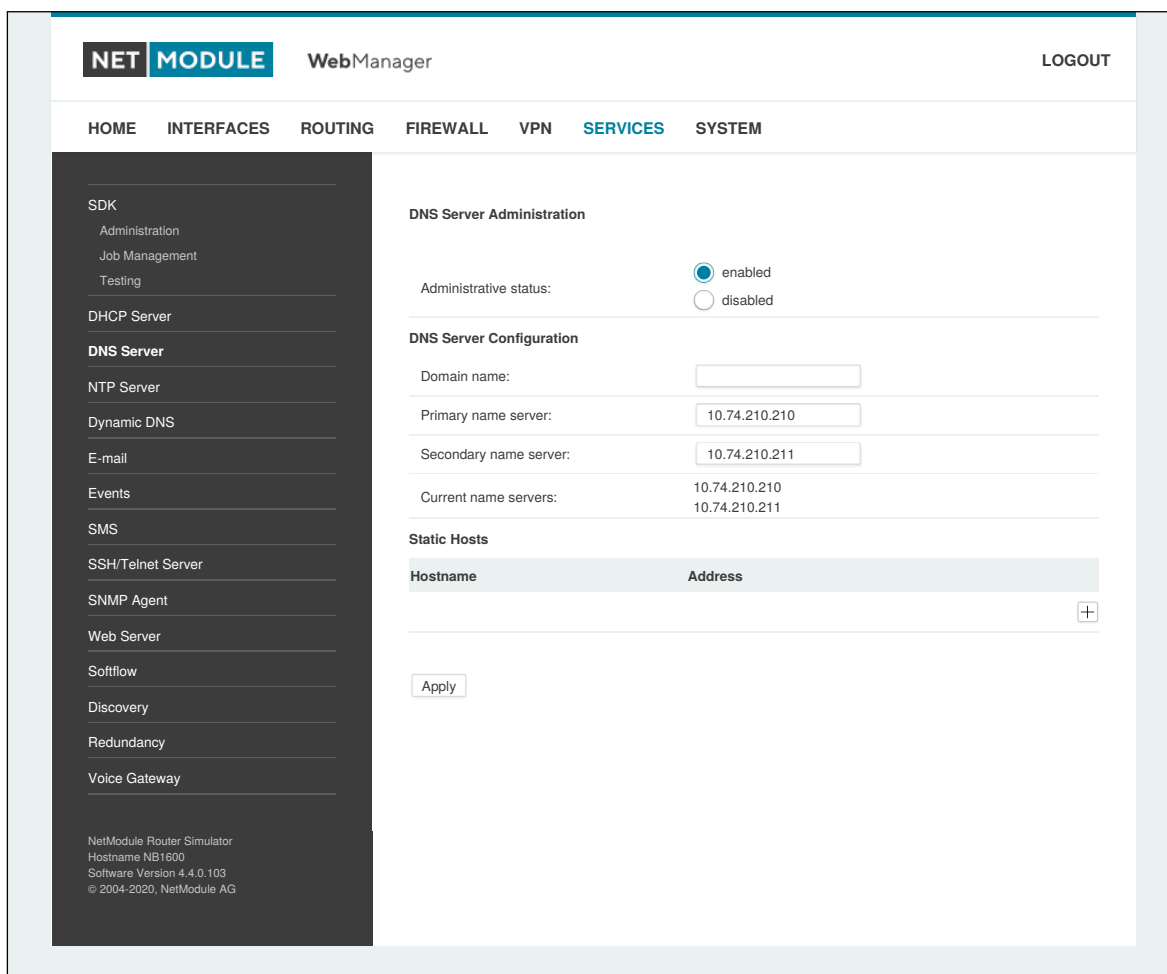 NET MODULE WebManager LOGOUT
HOME INTERFACES ROUTING FIREWALL VPN SERVICES SYSTEM
SDK
Administration
Job Management
Testing
DHCP Server
DNS Server
NTP Server
Dynamic DNS
E-mail
Events
SMS
SSH/Telnet Server
SNMP Agent
Web Server
Softflow
Discovery
Redundancy
Voice Gateway
NetModule Router Simulator
Hostname NB1600
Software Version 4.4.0.103
© 2004-2020, NetModule AG
DNS Server Administration
Administrative status:
enabled
disabled
DNS Server Configuration
Domain name:
Primary name server: 10.74.210.210
Secondary name server: 10.74.210.211
Current name servers: 10.74.210.210
10.74.210.211
Static Hosts
Hostname Address
Apply